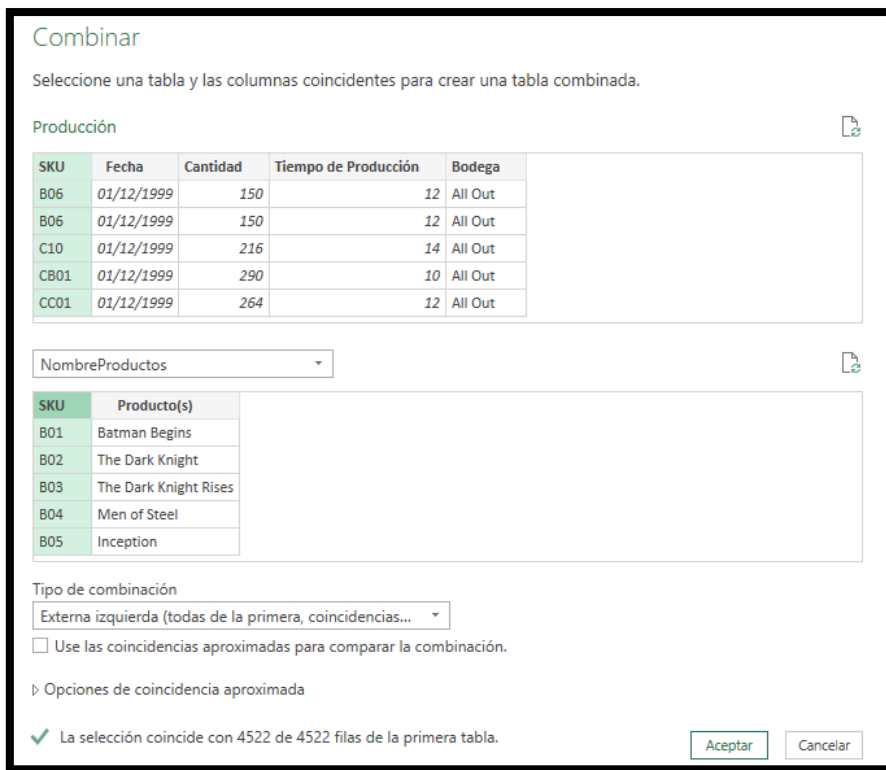 Combinar
Seleccione una tabla y las columnas coincidentes para crear una tabla combinada.
Producción
SKU Fecha Cantidad Tiempo de Producción Bodega
B06 01/12/1999 150 12 All Out
B06 01/12/1999 150 12 All Out
C10 01/12/1999 216 14 All Out
CB01 01/12/1999 290 10 All Out
CC01 01/12/1999 264 12 All Out
NombreProductos
SKU Producto(s)
B01 Batman Begins
B02 The Dark Knight
B03 The Dark Knight Rises
B04 Men of Steel
B05 Inception
Tipo de combinación
Externa izquierda (todas de la primera, coincidencias...
Use las coincidencias aproximadas para comparar la combinación.
Opciones de coincidencia aproximada
La selección coincide con 4522 de 4522 filas de la primera tabla.
Aceptar Cancelar